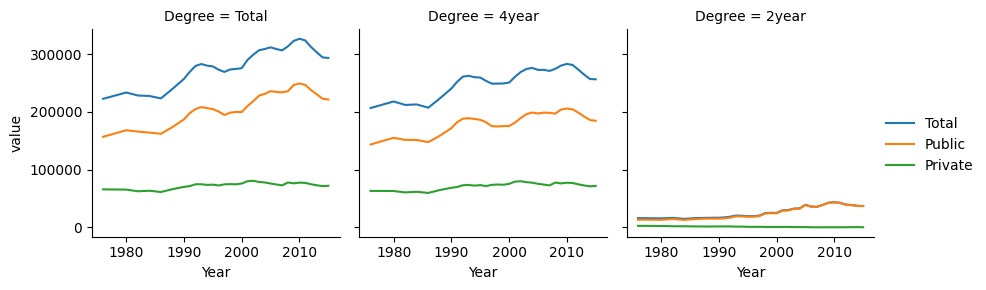 Degree = Total
Degree = 4year
Degree = 2year
value
300000
200000
100000
0
1980
1990
2000
2010
Year
1980
1990
2000
2010
Year
1980
1990
2000
2010
Year
Total
Public
Private